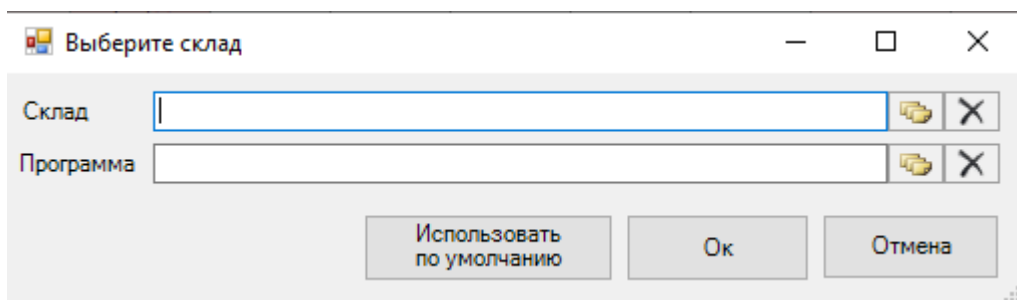 Выберите склад
Склад
Программа
Использовать
по умолчанию
Ок
Отмена